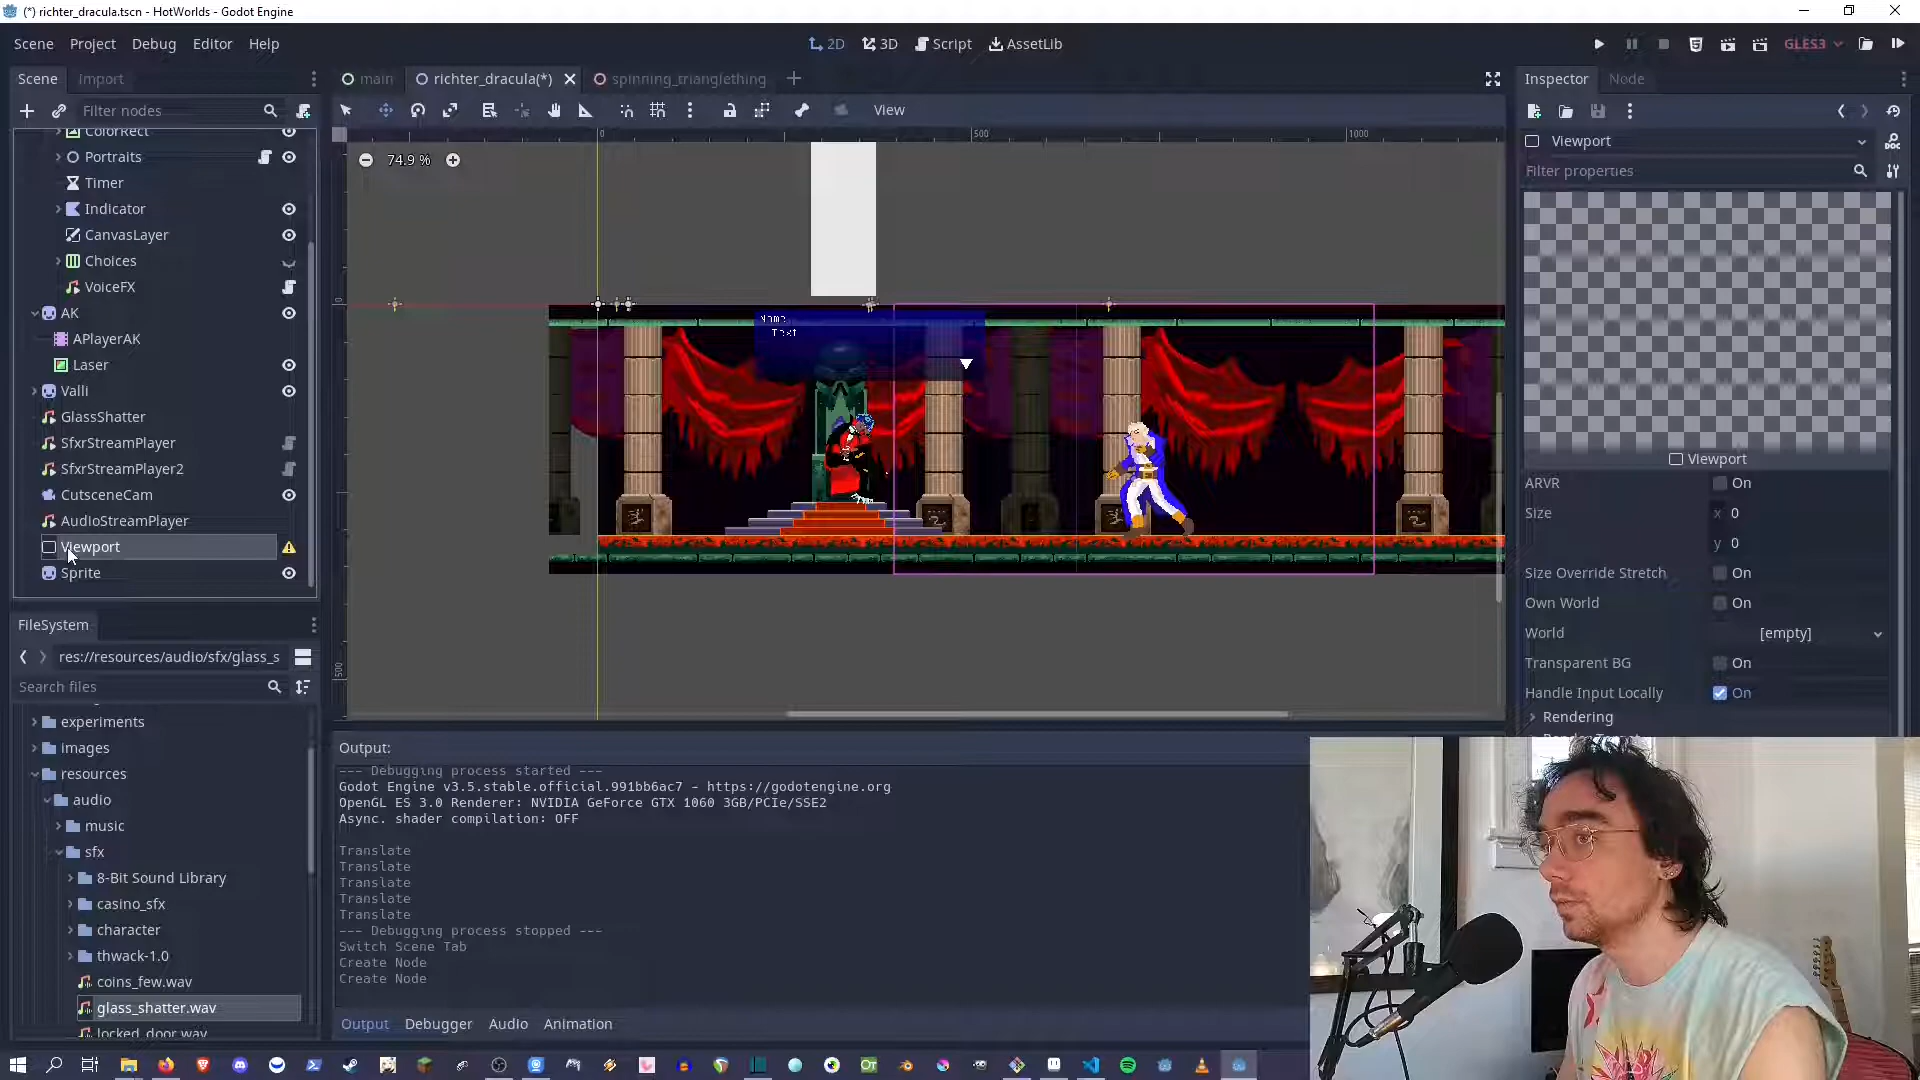 (*) richter_dracula.tscn - HotWorlds - Godot Engine
Scene Project Debug Editor Help
2D 3D Script AssetLib
GLES3
Scene Import
main richter_dracula(*) spinning_trianglething
Inspector Node
Filter nodes
View
Viewport
Filter properties
0 500 1000
74.9 %
ColorRect
Portraits
Timer
Indicator
CanvasLayer
Choices
VoiceFX
AK
APlayerAK
Laser
Valli
GlassShatter
SfxrStreamPlayer
SfxrStreamPlayer2
CutsceneCam
AudioStreamPlayer
Viewport
Sprite
0
500
Name
Text
Viewport
ARVR On
Size x 0
y 0
Size Override Stretch On
Own World On
World [empty]
Transparent BG On
Handle Input Locally On
Rendering
FileSystem
res://resources/audio/sfx/glass_s
Search files
experiments
images
resources
audio
music
sfx
8-Bit Sound Library
casino_sfx
character
thwack-1.0
coins_few.wav
glass_shatter.wav
locked_door.wav
Output:
--- Debugging process started ---
Godot Engine v3.5.stable.official.991bb6ac7 - https://godotengine.org
OpenGL ES 3.0 Renderer: NVIDIA GeForce GTX 1060 3GB/PCIe/SSE2
Async. shader compilation: OFF
Translate
Translate
Translate
Translate
Translate
--- Debugging process stopped ---
Switch Scene Tab
Create Node
Create Node
Output Debugger Audio Animation